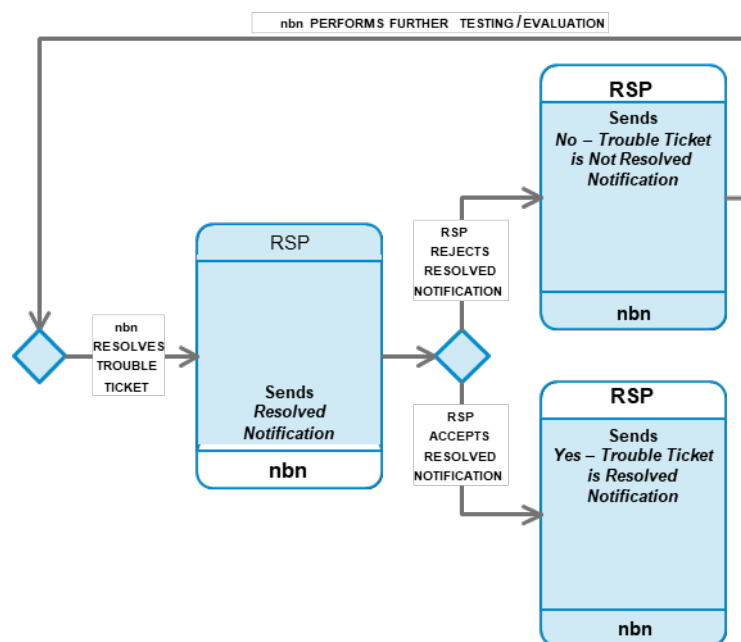 nbn PERFORMS FURTHER TESTING/EVALUATION
RSP
Sends
No – Trouble Ticket
is Not Resolved
Notification
nbn
RSP
REJECTS
RESOLVED
NOTIFICATION
RSP
Sends
Resolved
Notification
nbn
nbn
RESOLVES
TROUBLE
TICKET
RSP
ACCEPTS
RESOLVED
NOTIFICATION
RSP
Sends
Yes – Trouble Ticket
is Resolved
Notification
nbn